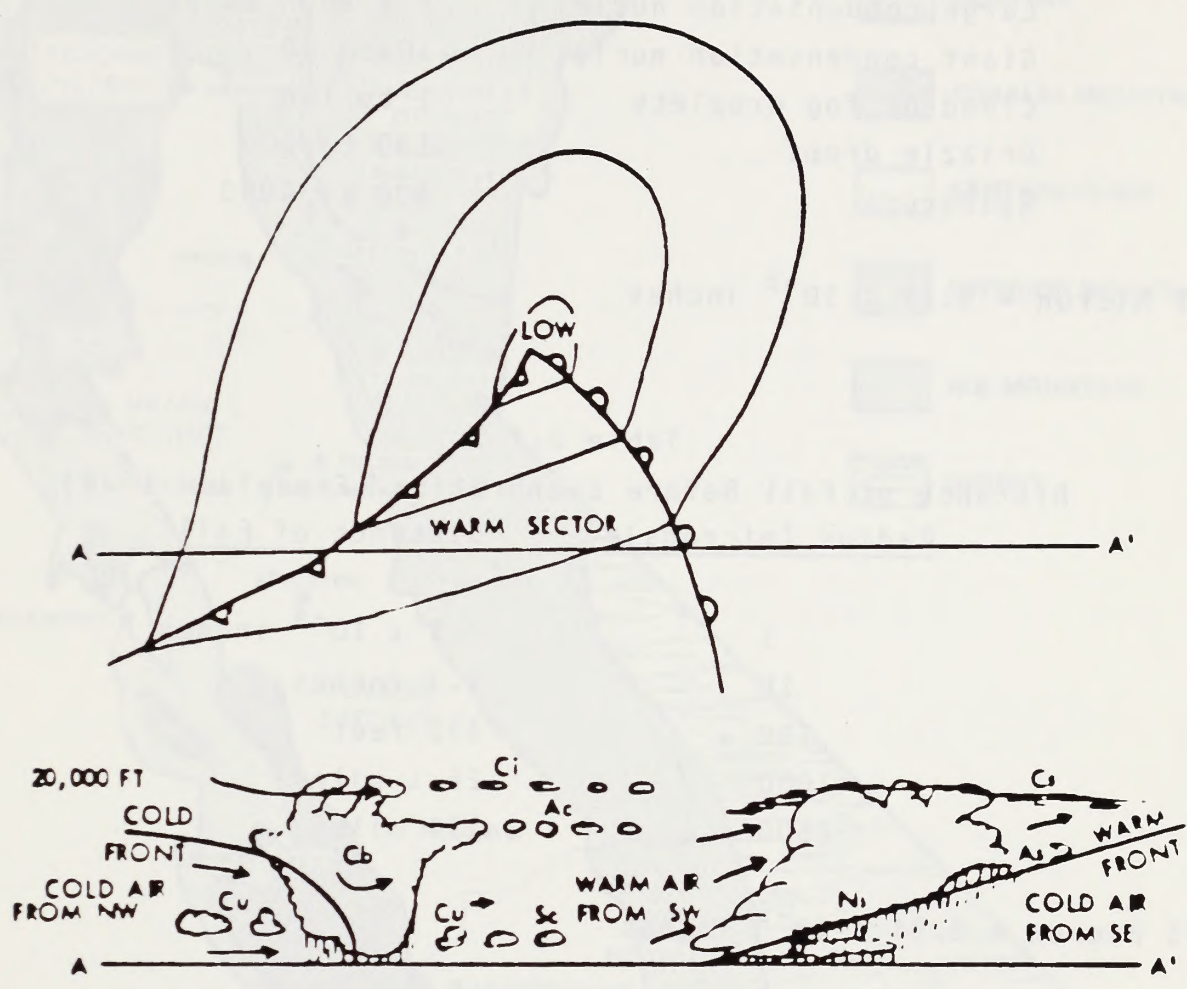 LOW
WARM SECTOR
A
A'
20,000 FT
Ci
Cs
COLD
FRONT
Ac
WARM
FRONT
Cb
As
COLD AIR
FROM NW
Cu
Cu
Sc
WARM AIR
FROM SW
Ns
COLD AIR
FROM SE
A
A'